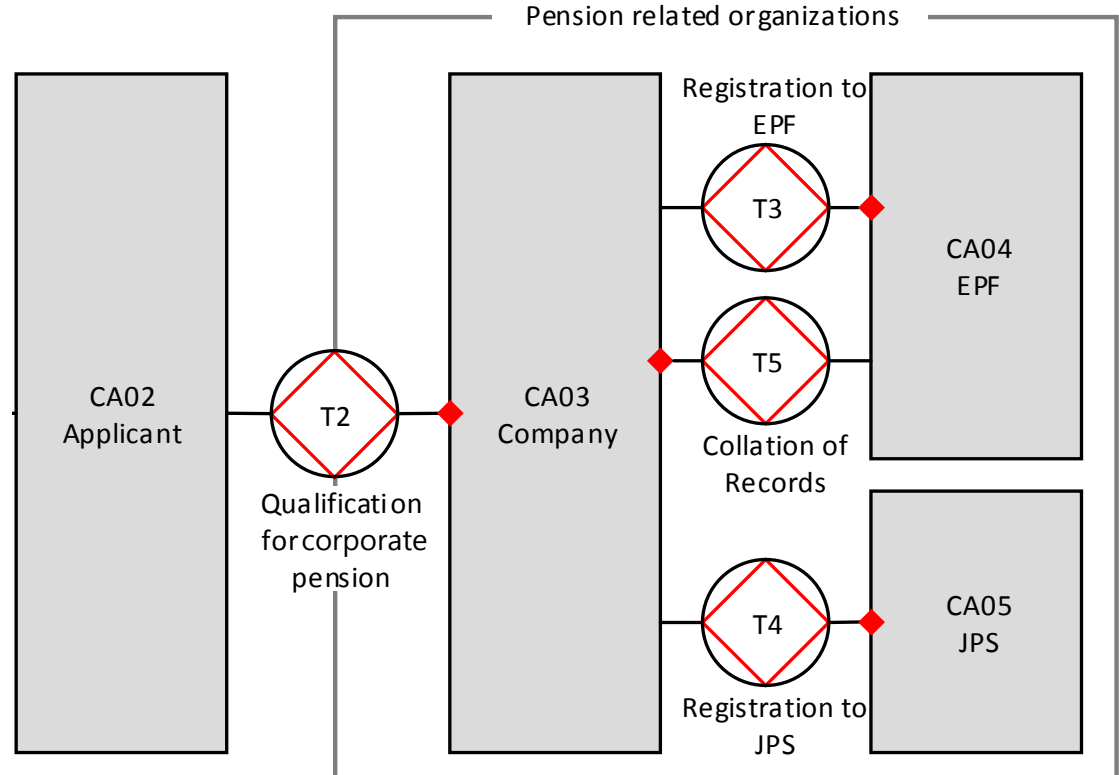 Pension related organizations
CA02
Applicant
T2
Qualification
for corporate
pension
CA03
Company
Registration to
EPF
T3
T5
Collation of
Records
T4
Registration to
JPS
CA04
EPF
CA05
JPS